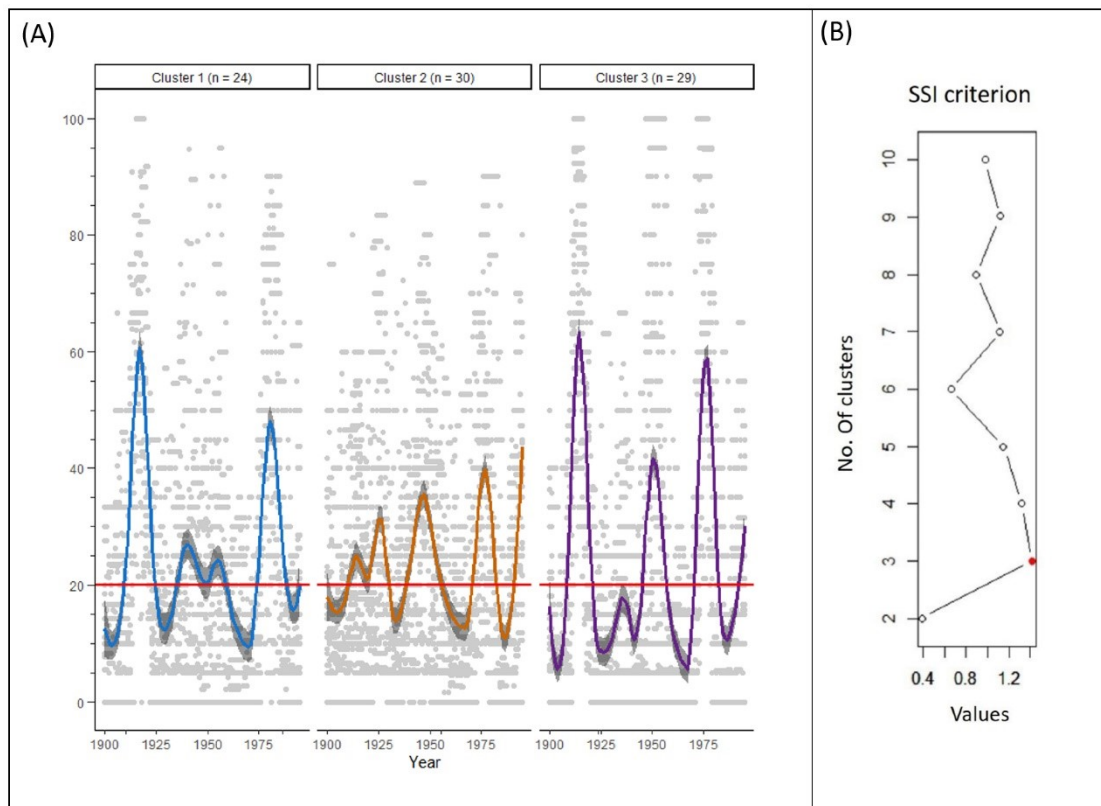 (A)
Cluster 1 (n = 24)
Cluster 2 (n = 30)
Cluster 3 (n = 29)
100
80
60
40
20
0
1900 1925 1950 1975
1900 1925 1950 1975
1900 1925 1950 1975
Year
(B)
SSI criterion
No. Of clusters
10
9
8
7
6
5
4
3
2
0.4 0.8 1.2
Values